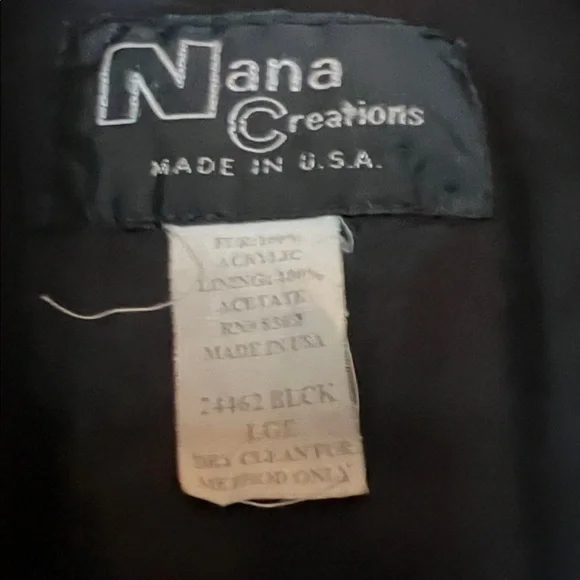 Nana
Creations
MADE IN U.S.A.
FUR: 100%
ACRYLIC
LINING: 100%
ACETATE
MADE IN USA
24462 BLCK
LGE
DRY CLEAN FUR
METHOD ONLY